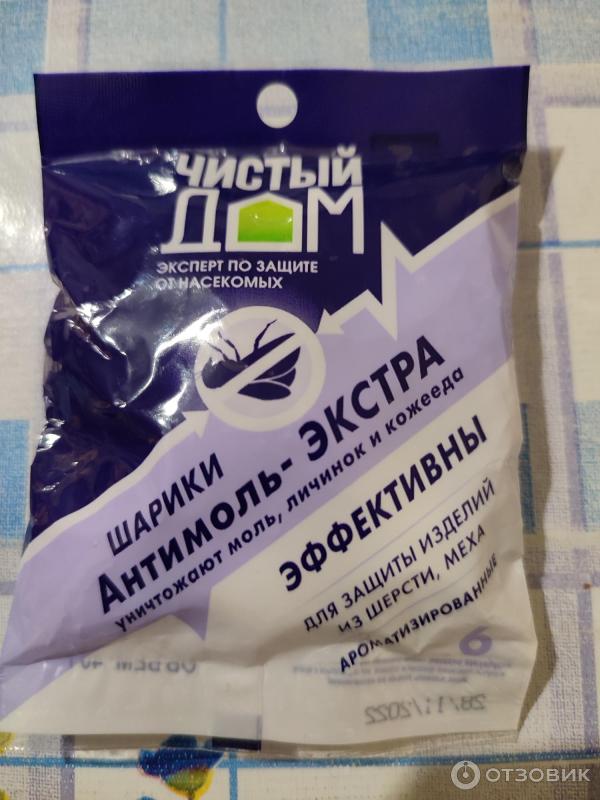 ЧИСТЫЙ
ДОМ
ЭКСПЕРТ ПО ЗАЩИТЕ
ОТ НАСЕКОМЫХ
ШАРИКИ
АНТИМОЛЬ-ЭКСТРА
уничтожают моль, личинок и кожееда
ЭФФЕКТИВНЫ
ДЛЯ ЗАЩИТЫ ИЗДЕЛИЙ
ИЗ ШЕРСТИ, МЕХА
АРОМАТИЗИРОВАННЫЕ
6
28/11/2022
ОТЗОВИК